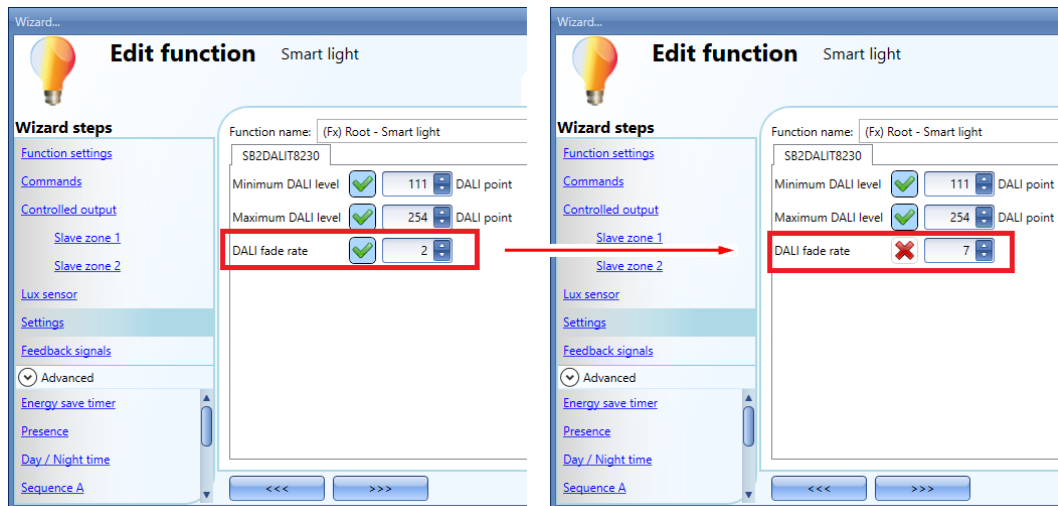 Wizard...
Edit function Smart light
Wizard steps
Function settings
Commands
Controlled output
Slave zone 1
Slave zone 2
Lux sensor
Settings
Feedback signals
Advanced
Energy save timer
Presence
Day / Night time
Sequence A
Function name: (Fx) Root - Smart light
SB2DALIT8230
Minimum DALI level 111 DALI point
Maximum DALI level 254 DALI point
DALI fade rate 2
<<< >>>
Wizard...
Edit function Smart light
Wizard steps
Function settings
Commands
Controlled output
Slave zone 1
Slave zone 2
Lux sensor
Settings
Feedback signals
Advanced
Energy save timer
Presence
Day / Night time
Sequence A
Function name: (Fx) Root - Smart light
SB2DALIT8230
Minimum DALI level 111 DALI point
Maximum DALI level 254 DALI point
DALI fade rate 7
<<< >>>